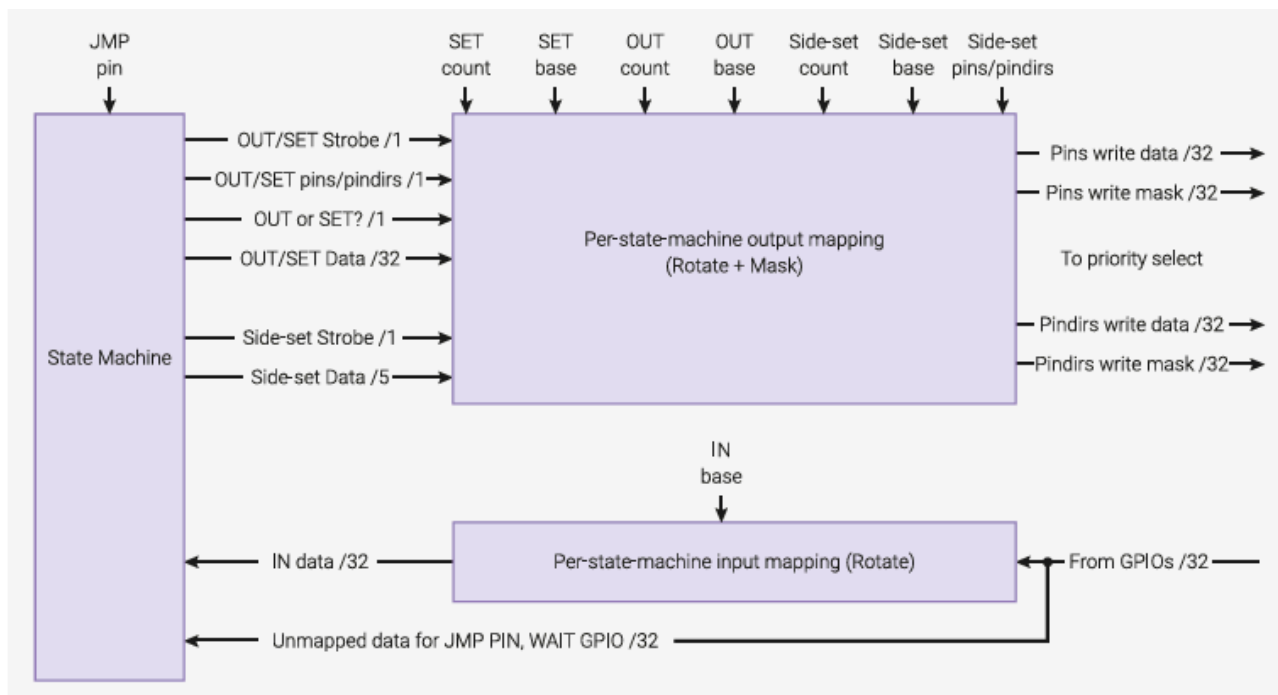 JMP
pin
SET
count
SET
base
OUT
count
OUT
base
Side-set
count
Side-set
base
Side-set
pins/pindirs
OUT/SET Strobe /1
OUT/SET pins/pindirs /1
OUT or SET? /1
OUT/SET Data /32
Side-set Strobe /1
Side-set Data /5
State Machine
Per-state-machine output mapping
(Rotate + Mask)
Pins write data /32
Pins write mask /32
To priority select
Pindirs write data /32
Pindirs write mask /32
IN
base
IN data /32
Per-state-machine input mapping (Rotate)
From GPIOs /32
Unmapped data for JMP PIN, WAIT GPIO /32